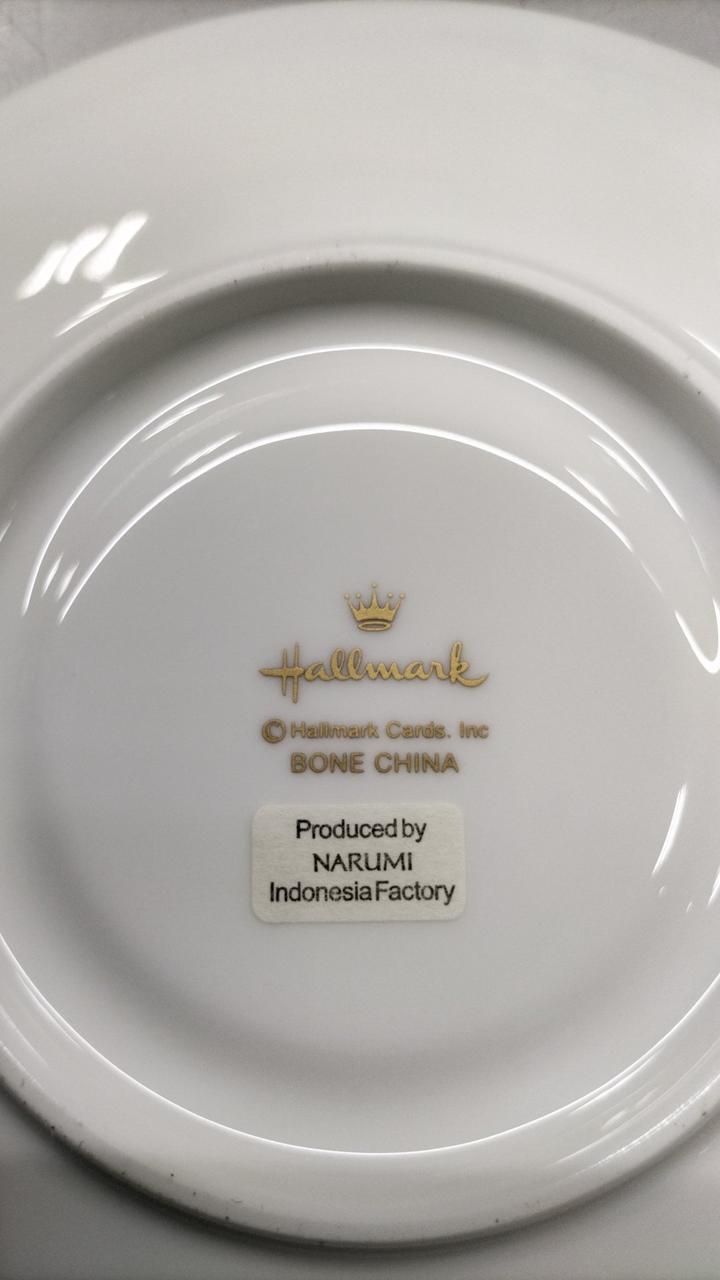 Hallmark
© Hallmark Cards. Inc
BONE CHINA
Produced by
NARUMI
Indonesia Factory